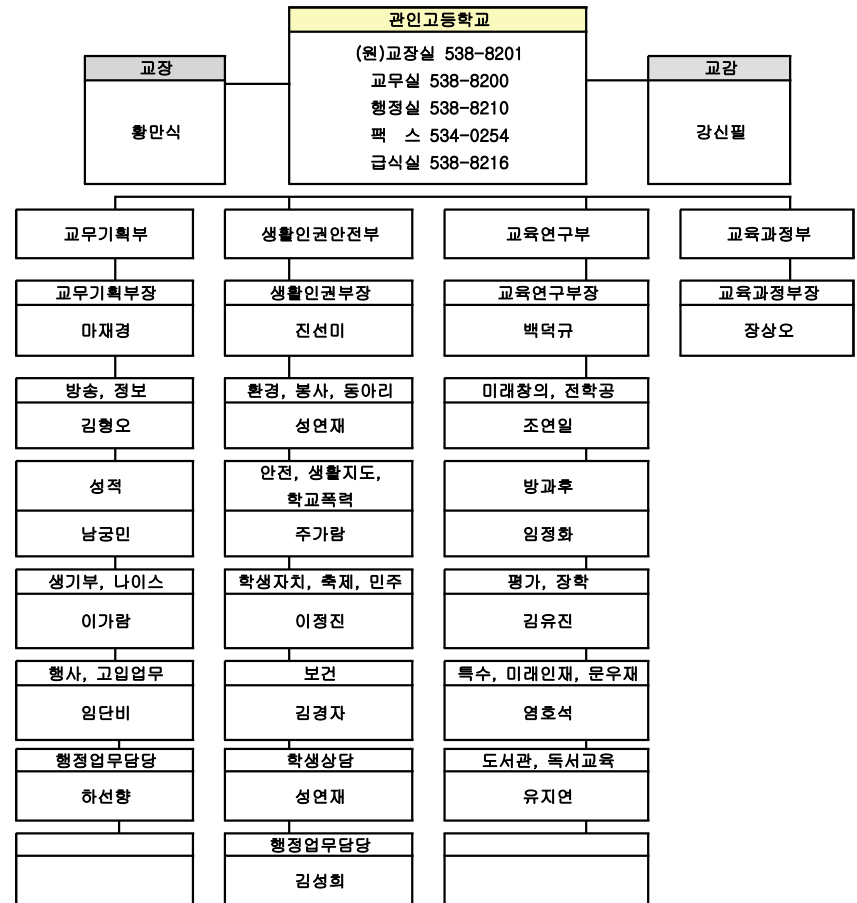 관인고등학교
(원)교장실 538-8201
교무실 538-8200
행정실 538-8210
팩 스 534-0254
급식실 538-8216
교장
황만식
교감
강신필
교무기획부
교무기획부장
마재경
방송, 정보
김형오
성적
남궁민
생기부, 나이스
이가람
행사, 고입업무
임단비
행정업무담당
하선향
생활인권안전부
생활인권부장
진선미
환경, 봉사, 동아리
성연재
안전, 생활지도,
학교폭력
주가람
학생자치, 축제, 민주
이정진
보건
김경자
학생상담
성연재
행정업무담당
김성희
교육연구부
교육연구부장
백덕규
미래창의, 전학공
조연일
방과후
임정화
평가, 장학
김유진
특수, 미래인재, 문우재
염호석
도서관, 독서교육
유지연
교육과정부
교육과정부장
장상오